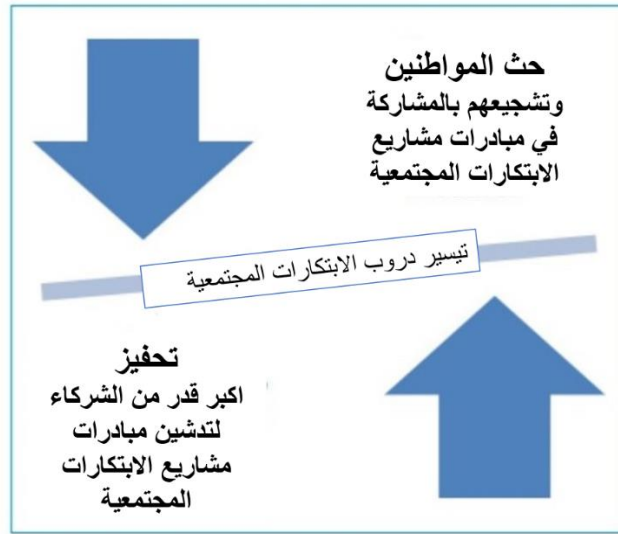 حث المواطنين
وتشجيعهم بالمشاركة
في مبادرات مشاريع
الابتكارات المجتمعية
تيسير دروب الابتكارات المجتمعية
تحفيز
اكبر قدر من الشركاء
لتدشين مبادرات
مشاريع الابتكارات
المجتمعية